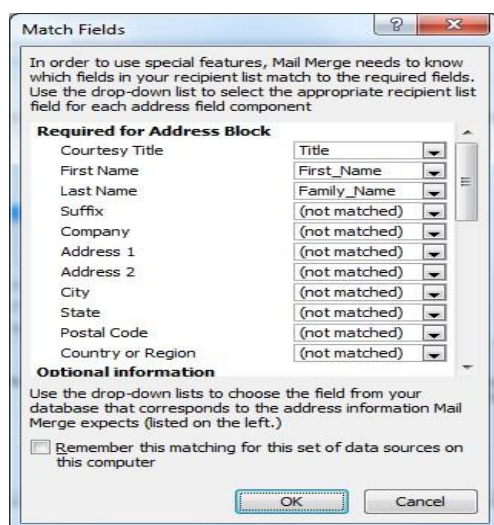 Match Fields
In order to use special features, Mail Merge needs to know
which fields in your recipient list match to the required fields.
Use the drop-down list to select the appropriate recipient list
field for each address field component
Required for Address Block
Courtesy Title Title
First Name First_Name
Last Name Family_Name
Suffix (not matched)
Company (not matched)
Address 1 (not matched)
Address 2 (not matched)
City (not matched)
State (not matched)
Postal Code (not matched)
Country or Region (not matched)
Optional information
Use the drop-down lists to choose the field from your
database that corresponds to the address information Mail
Merge expects (listed on the left.)
Remember this matching for this set of data sources on
this computer
OK Cancel